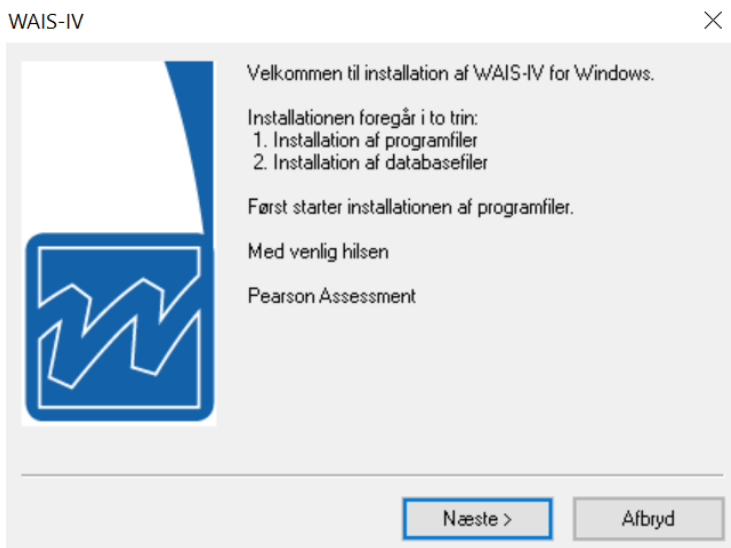 WAIS-IV
Velkommen til installation af WAIS-IV for Windows.
Installationen foregår i to trin:
1. Installation af programfiler
2. Installation af databasefiler
Først starter installationen af programfiler.
Med venlig hilsen
Pearson Assessment
Næste >
Afbryd